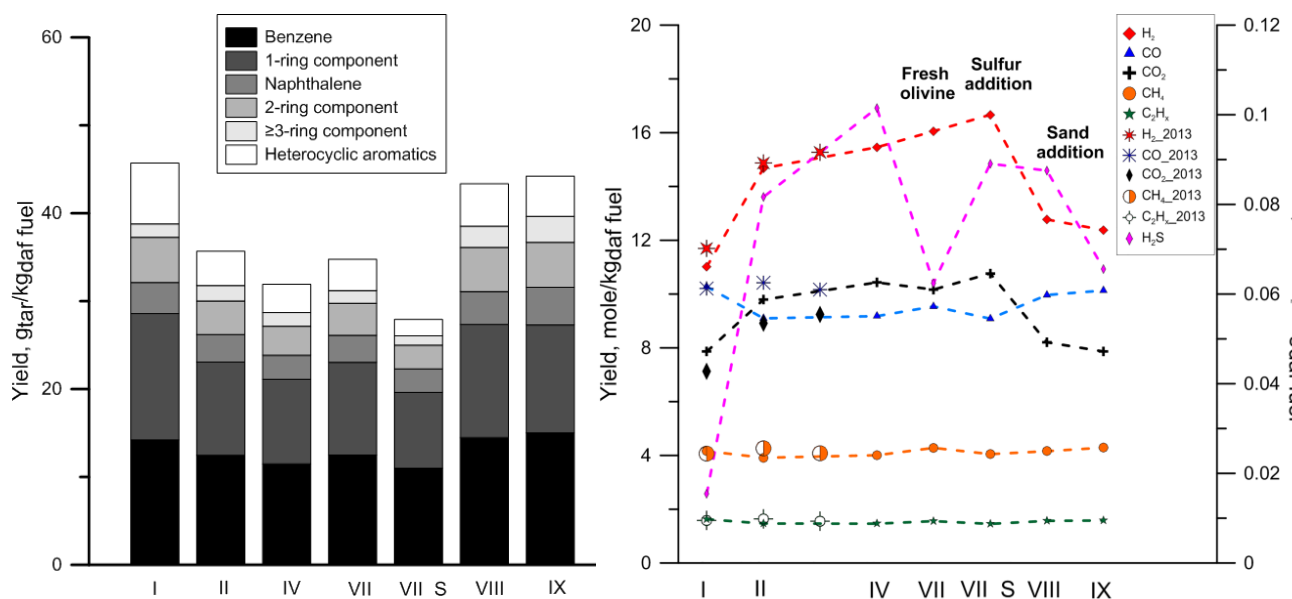 60
40
20
0
Yield, gtar/kgdaf fuel
Benzene
1-ring component
Naphthalene
2-ring component
≥3-ring component
Heterocyclic aromatics
I II IV VII VII S VIII IX
20
16
12
8
4
0
Yield, mole/kgdaf fuel
Fresh
olivine
Sulfur
addition
Sand
addition
H₂
CO
CO₂
CH₄
C₂Hₓ
H₂_2013
CO_2013
CO₂_2013
CH₄_2013
C₂Hₓ_2013
H₂S
0.12
0.1
0.08
0.06
0.04
0.02
0
I II IV VII VII S VIII IX